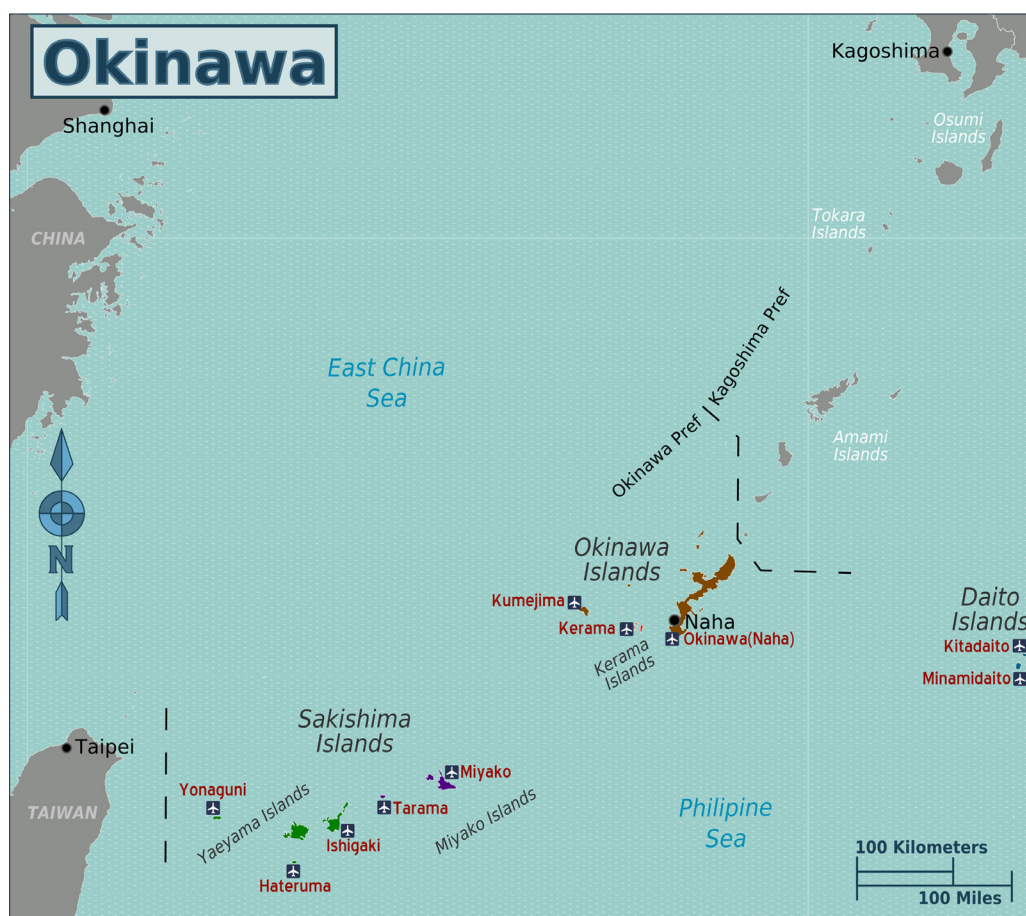 Okinawa
Kagoshima
Shanghai
Osumi
Islands
Tokara
Islands
CHINA
Kagoshima Pref
East China
Sea
Okinawa Pref
Amami
Islands
N
Okinawa
Islands
Kumejima
Daito
Islands
Naha
Kerama
Okinawa(Naha)
Kitadaito
Kerama
Islands
Minamidaito
Sakishima
Islands
Taipei
Miyako
Yonaguni
Tarama
TAIWAN
Yaeyama Islands
Miyako Islands
Philipine
Sea
Ishigaki
100 Kilometers
Hateruma
100 Miles